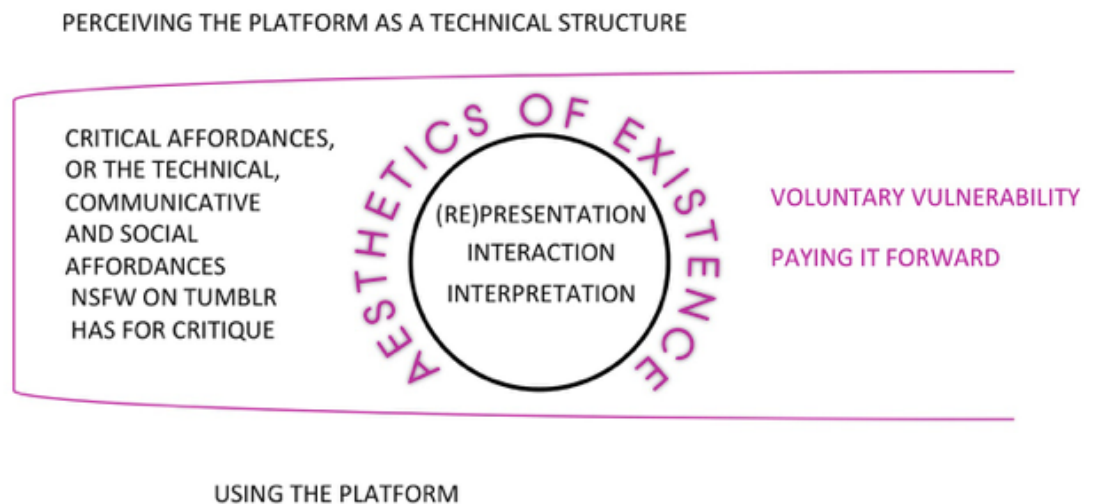 PERCEIVING THE PLATFORM AS A TECHNICAL STRUCTURE
CRITICAL AFFORDANCES,
OR THE TECHNICAL,
COMMUNICATIVE
AND SOCIAL
AFFORDANCES
NSFW ON TUMBLR
HAS FOR CRITIQUE
AESTHETICS OF EXISTENCE
(RE)PRESENTATION
INTERACTION
INTERPRETATION
VOLUNTARY VULNERABILITY
PAYING IT FORWARD
USING THE PLATFORM